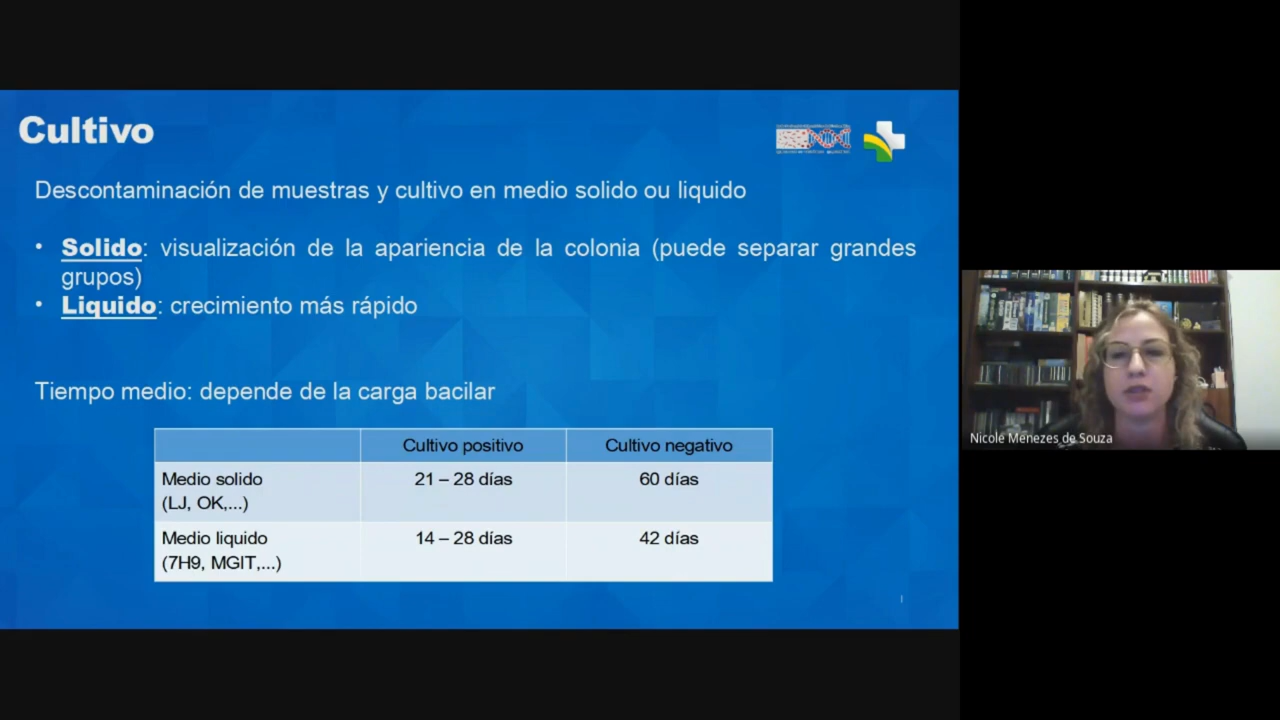 Cultivo
Descontaminación de muestras y cultivo en medio solido ou liquido
• Solido: visualización de la apariencia de la colonia (puede separar grandes
grupos)
• Liquido: crecimiento más rápido
Tiempo medio: depende de la carga bacilar
Cultivo positivo Cultivo negativo
Medio solido 21 – 28 días 60 días
(LJ, OK,...)
Medio liquido 14 – 28 días 42 días
(7H9, MGIT,...)
Nicole Menezes de Souza